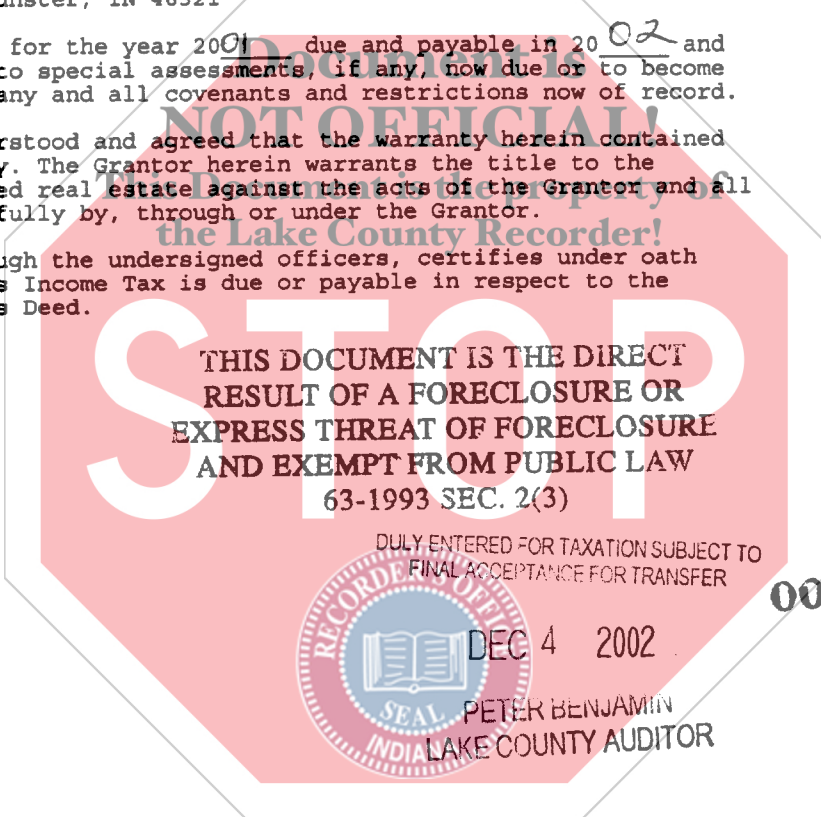 nster, IN 46321
for the year 2001 due and payable in 20 02 and
to special assessments, if any, now due or to become
any and all covenants and restrictions now of record.
Document is
NOT OFFICIAL!
This Document is the property of
the Lake County Recorder!
rstood and agreed that the warranty herein contained
y. The Grantor herein warrants the title to the
ed real estate against the acts of the Grantor and all
fully by, through or under the Grantor.
ugh the undersigned officers, certifies under oath
s Income Tax is due or payable in respect to the
s Deed.
STOP
THIS DOCUMENT IS THE DIRECT
RESULT OF A FORECLOSURE OR
EXPRESS THREAT OF FORECLOSURE
AND EXEMPT FROM PUBLIC LAW
63-1993 SEC. 2(3)
DULY ENTERED FOR TAXATION SUBJECT TO
FINAL ACCEPTANCE FOR TRANSFER
00
DEC 4 2002
PETER BENJAMIN
LAKE COUNTY AUDITOR
RECORDER'S OFFICE
SEAL
INDIANA